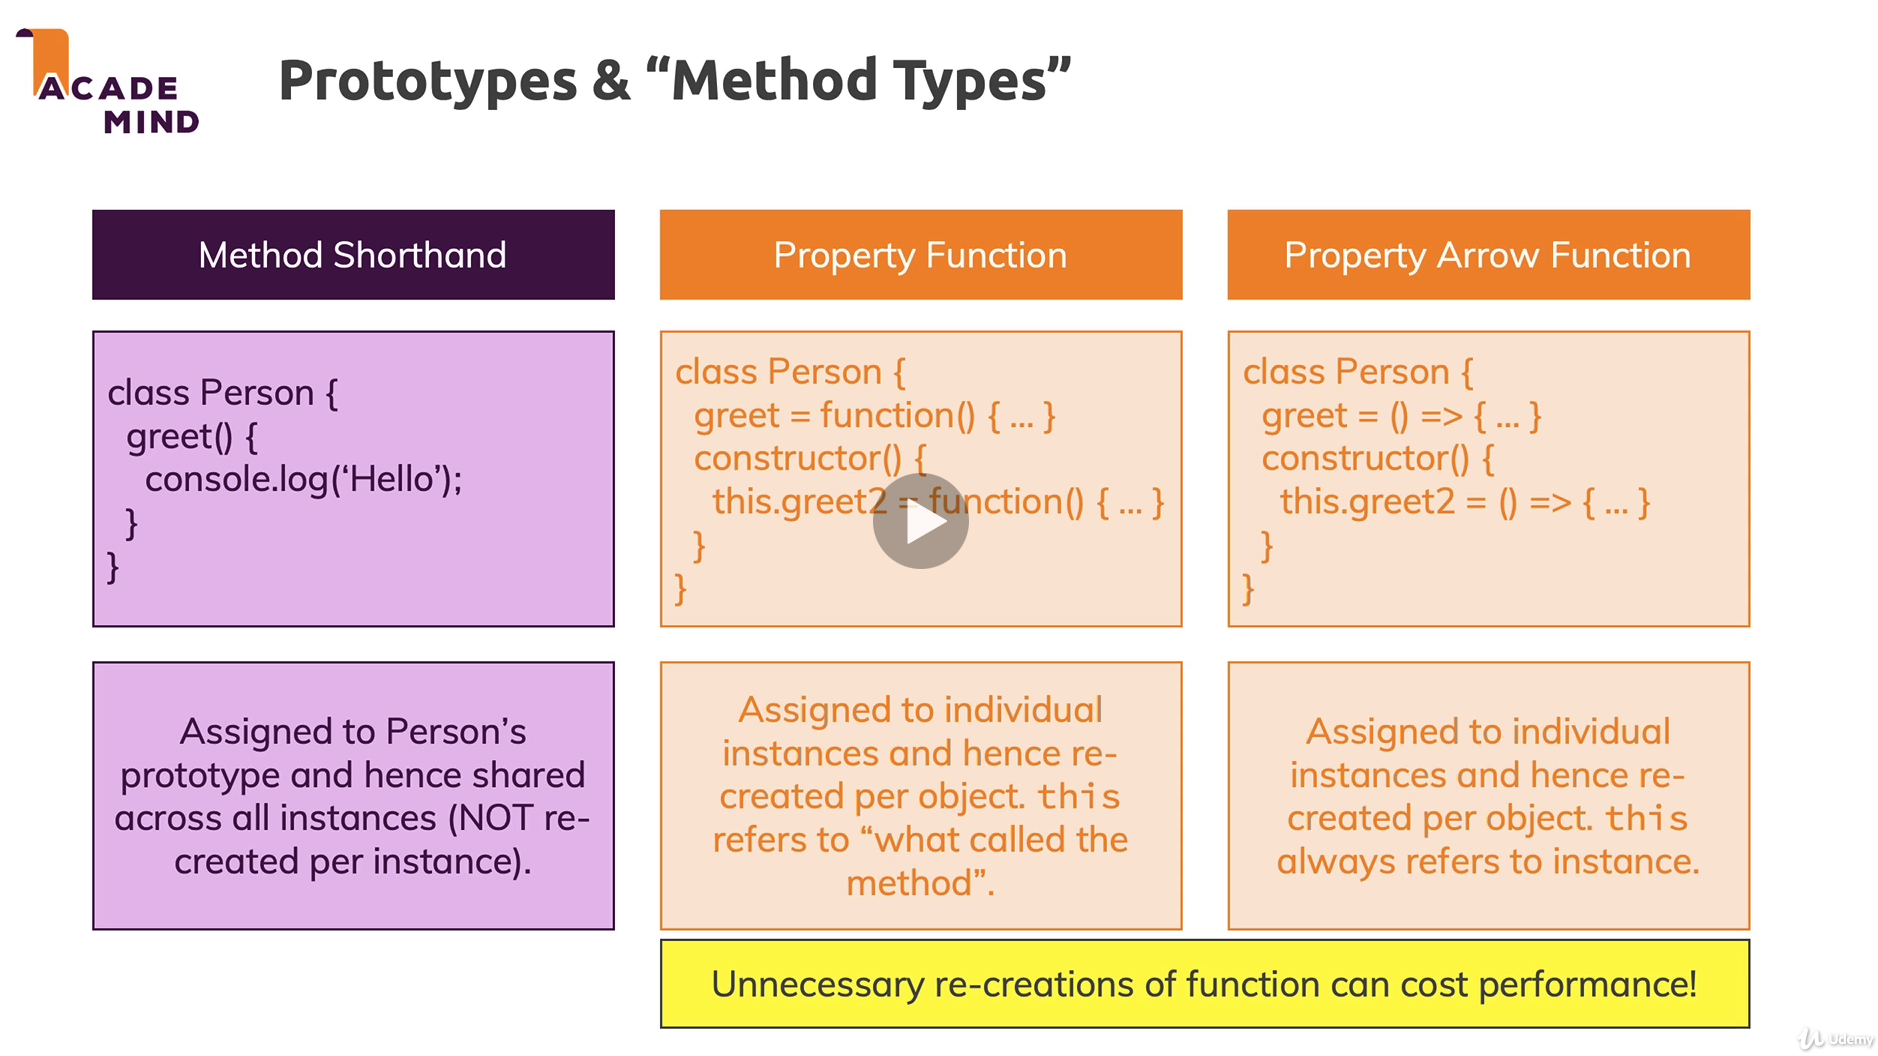 ACADE
MIND
Prototypes & “Method Types”
Method Shorthand
class Person {
greet() {
console.log(‘Hello’);
}
}
Assigned to Person’s
prototype and hence shared
across all instances (NOT re-
created per instance).
Property Function
class Person {
greet = function() { ... }
constructor() {
this.greet2 = function() { ... }
}
}
Assigned to individual
instances and hence re-
created per object. this
refers to “what called the
method”.
Property Arrow Function
class Person {
greet = () => { ... }
constructor() {
this.greet2 = () => { ... }
}
}
Assigned to individual
instances and hence re-
created per object. this
always refers to instance.
Unnecessary re-creations of function can cost performance!
Udemy